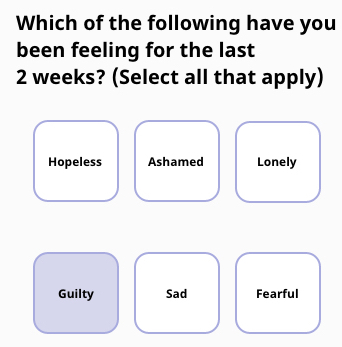 Which of the following have you
been feeling for the last
2 weeks? (Select all that apply)
Hopeless Ashamed Lonely
Guilty Sad Fearful